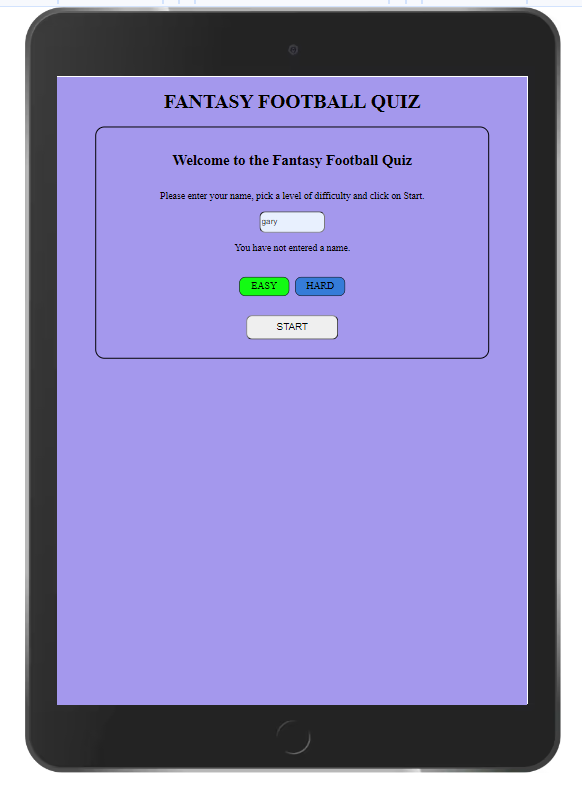 FANTASY FOOTBALL QUIZ
Welcome to the Fantasy Football Quiz
Please enter your name, pick a level of difficulty and click on Start.
gary
You have not entered a name.
EASY HARD
START